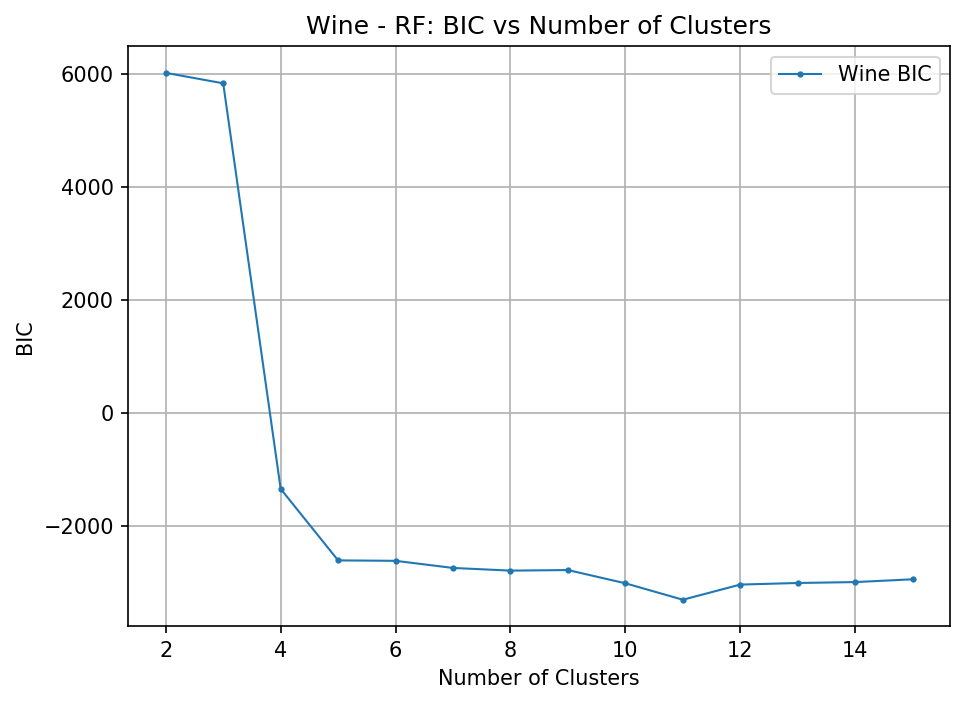 Wine - RF: BIC vs Number of Clusters
Wine BIC
BIC
6000
4000
2000
0
−2000
2 4 6 8 10 12 14
Number of Clusters